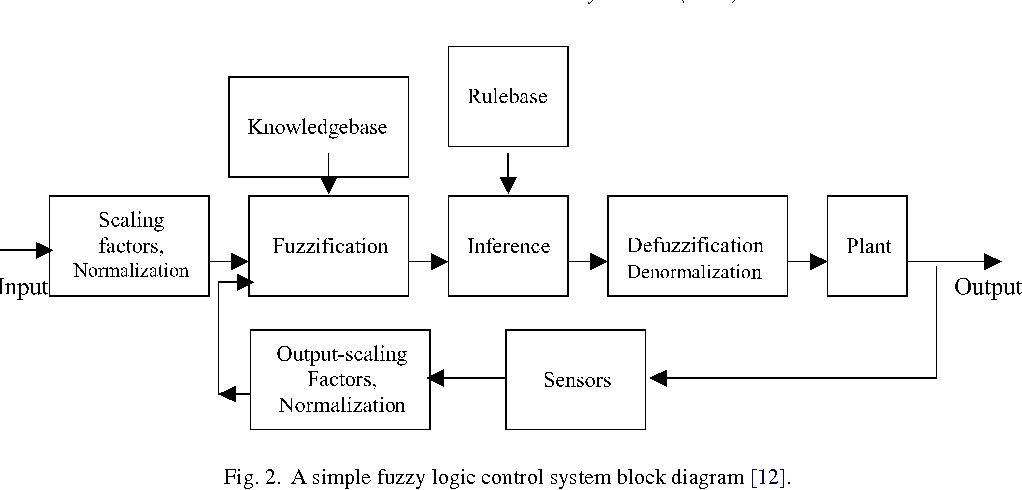 Rulebase
Knowledgebase
Scaling
factors,
Normalization
Fuzzification
Inference
Defuzzification
Denormalization
Plant
Input
Output
Output-scaling
Factors,
Normalization
Sensors
Fig. 2. A simple fuzzy logic control system block diagram [12].